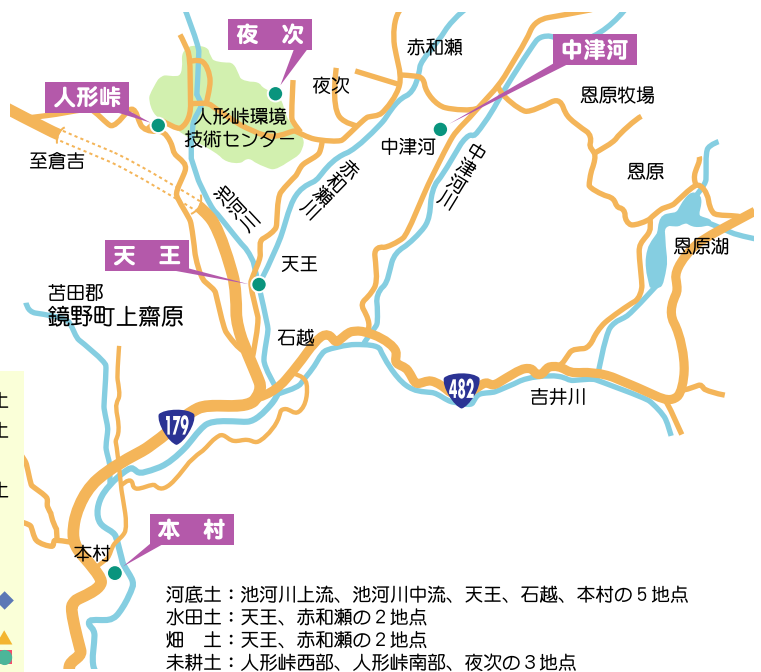 夜 次
赤和瀬
中津河
人形峠
夜次
恩原牧場
人形峠環境
技術センター
中津河
至倉吉
赤和瀬川
中津河川
恩原
池河川
天 王
天王
恩原湖
苫田郡
鏡野町上齋原
石越
482
吉井川
179
土
土
土
本 村
本村
河底土：池河川上流、池河川中流、天王、石越、本村の５地点
水田土：天王、赤和瀬の２地点
畑　土：天王、赤和瀬の２地点
未耕土：人形峠西部、人形峠南部、夜次の３地点